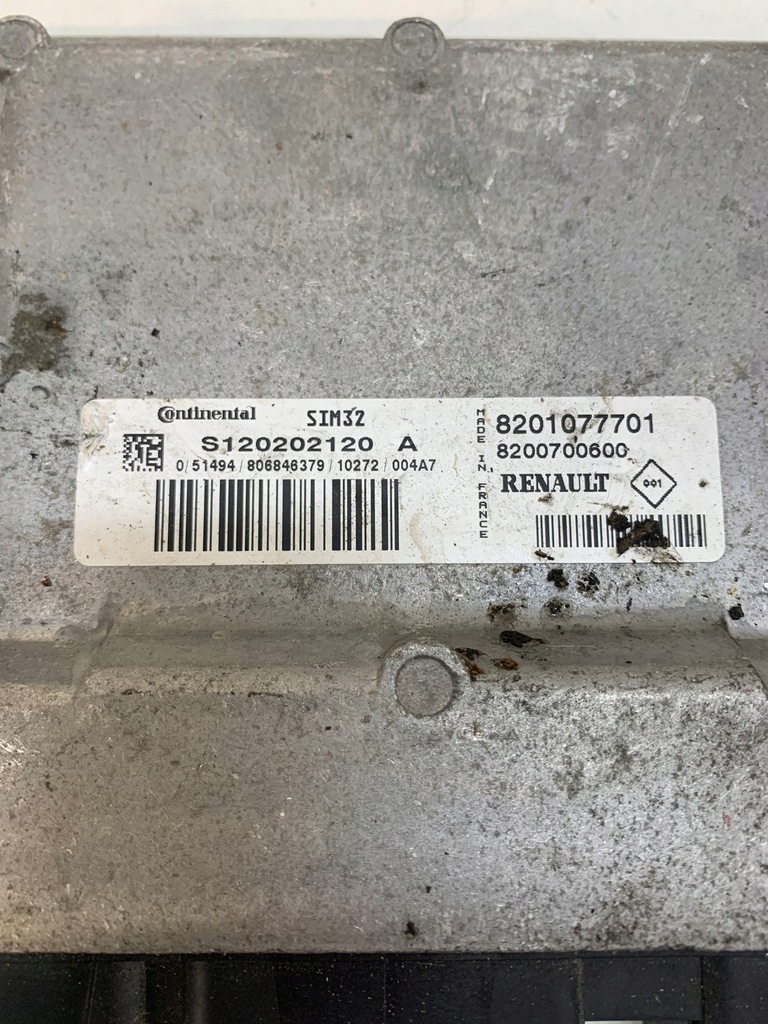 Continental SIM32
S120202120 A
0/51494/806846379/10272/004A7
MADE IN FRANCE
8201077701
8200700600
RENAULT 001